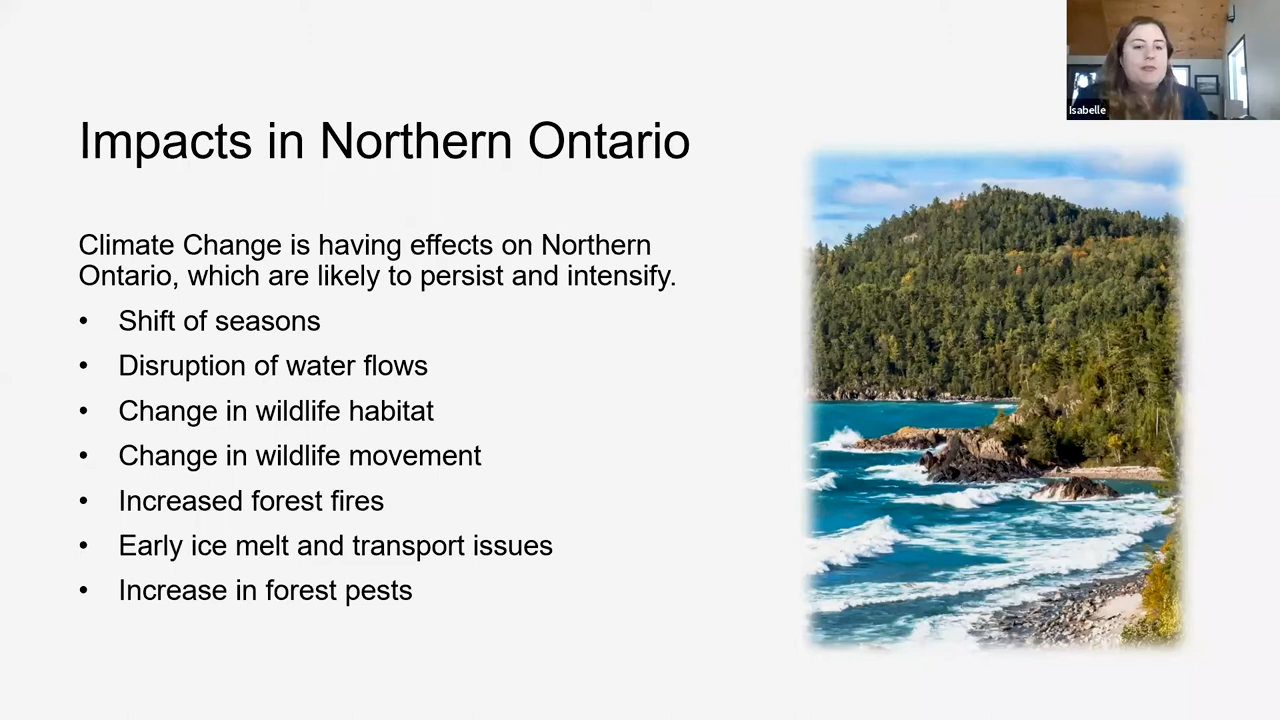 Isabelle
Impacts in Northern Ontario
Climate Change is having effects on Northern
Ontario, which are likely to persist and intensify.
• Shift of seasons
• Disruption of water flows
• Change in wildlife habitat
• Change in wildlife movement
• Increased forest fires
• Early ice melt and transport issues
• Increase in forest pests